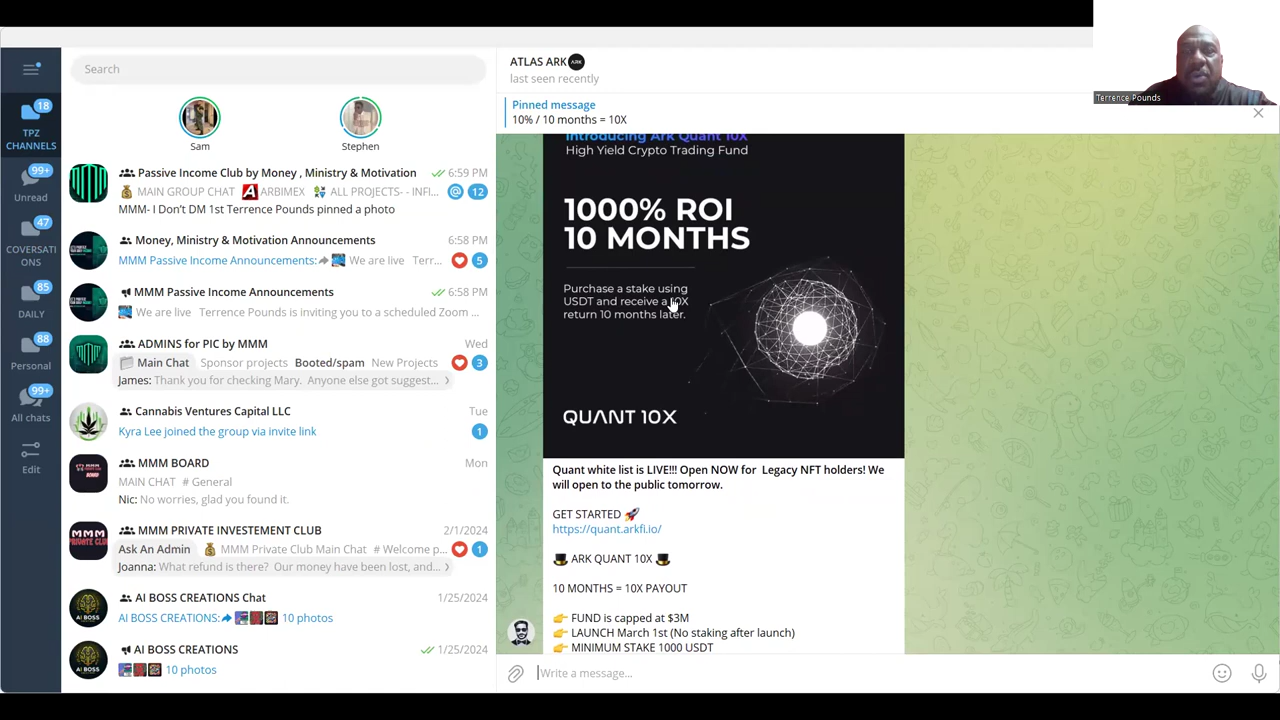 Search
Sam
Stephen
18
TPZ
CHANNELS
99+
Unread
47
COVERSATI
ONS
85
DAILY
88
Personal
99+
All chats
Edit
Passive Income Club by Money , Ministry & Motivation
6:59 PM
MAIN GROUP CHAT
ARBIMEX
ALL PROJECTS- - INFI...
@
12
MMM- I Don't DM 1st Terrence Pounds pinned a photo
Money, Ministry & Motivation Announcements
6:58 PM
MMM Passive Income Announcements:
We are live Terr...
5
MMM Passive Income Announcements
6:58 PM
We are live Terrence Pounds is inviting you to a scheduled Zoom ...
ADMINS for PIC by MMM
Wed
Main Chat Sponsor projects Booted/spam New Projects
3
James: Thank you for checking Mary. Anyone else got suggest...
Cannabis Ventures Capital LLC
Tue
Kyra Lee joined the group via invite link
1
MMM BOARD
Mon
MAIN CHAT # General
Nic: No worries, glad you found it.
MMM PRIVATE INVESTEMENT CLUB
2/1/2024
Ask An Admin
MMM Private Club Main Chat # Welcome p...
1
Joanna: What refund is there? Our money have been lost, and...
AI BOSS CREATIONS Chat
1/25/2024
AI BOSS CREATIONS:
10 photos
AI BOSS CREATIONS
1/25/2024
10 photos
ATLAS ARK
ARK
last seen recently
Pinned message
10% / 10 months = 10X
Terrence Pounds
Introducing Ark Quant 10X
High Yield Crypto Trading Fund
1000% ROI
10 MONTHS
Purchase a stake using
USDT and receive a 10X
return 10 months later.
QUANT 10X
Quant white list is LIVE!!! Open NOW for Legacy NFT holders! We
will open to the public tomorrow.
GET STARTED 🚀
https://quant.arkfi.io/
🎩 ARK QUANT 10X 🎩
10 MONTHS = 10X PAYOUT
👉 FUND is capped at $3M
👉 LAUNCH March 1st (No staking after launch)
👉 MINIMUM STAKE 1000 USDT
Write a message...